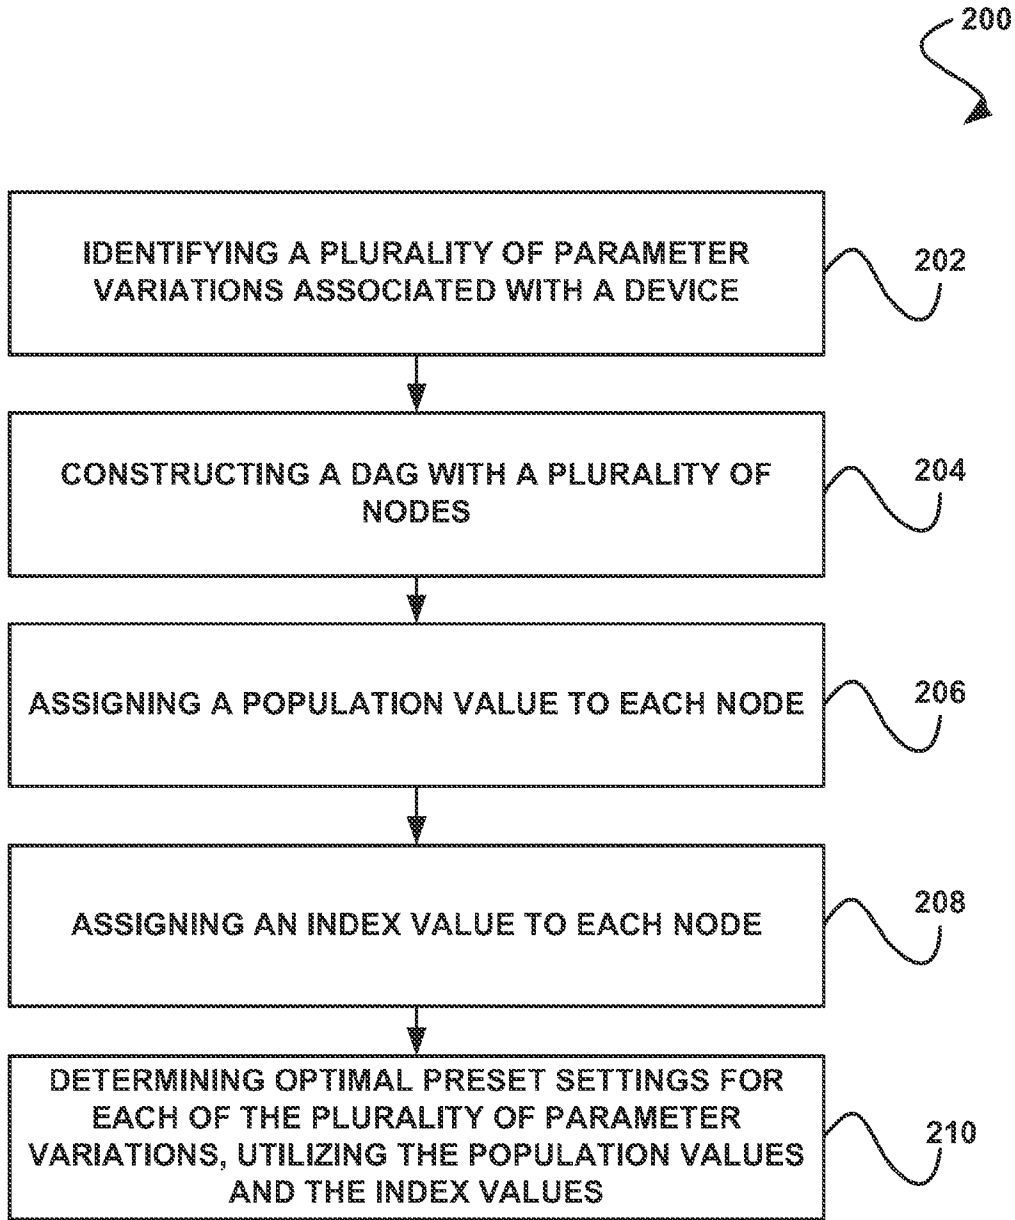 200
IDENTIFYING A PLURALITY OF PARAMETER
VARIATIONS ASSOCIATED WITH A DEVICE
202
CONSTRUCTING A DAG WITH A PLURALITY OF
NODES
204
ASSIGNING A POPULATION VALUE TO EACH NODE
206
ASSIGNING AN INDEX VALUE TO EACH NODE
208
DETERMINING OPTIMAL PRESET SETTINGS FOR
EACH OF THE PLURALITY OF PARAMETER
VARIATIONS, UTILIZING THE POPULATION VALUES
AND THE INDEX VALUES
210